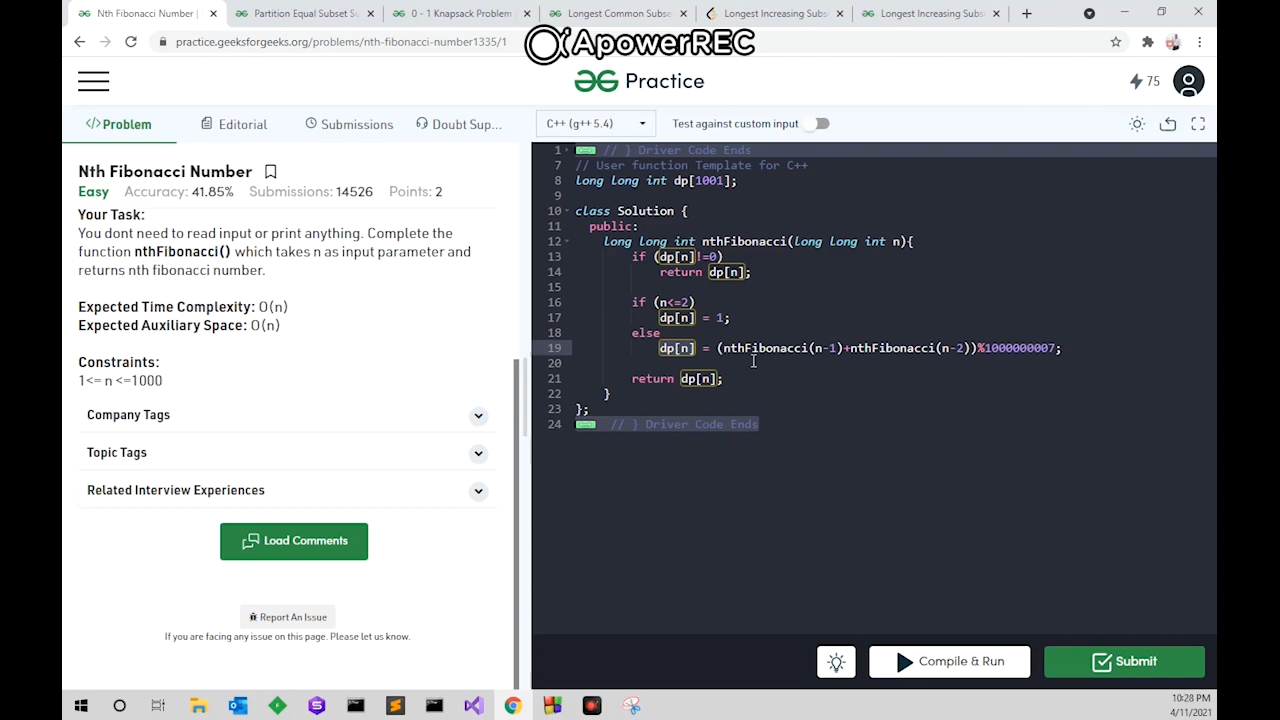 Nth Fibonacci Number |
Partition Equal Subset Su
0 - 1 Knapsack Problem
Longest Common Subse
Longest Increasing Subs
Longest Increasing Subs
practice.geeksforgeeks.org/problems/nth-fibonacci-number1335/1
ApowerREC
Practice
75
</>Problem
Editorial
Submissions
Doubt Sup...
C++ (g++ 5.4)
Test against custom input
Nth Fibonacci Number
Easy Accuracy: 41.85% Submissions: 14526 Points: 2
Your Task:
You dont need to read input or print anything. Complete the
function nthFibonacci() which takes n as input parameter and
returns nth fibonacci number.
Expected Time Complexity: O(n)
Expected Auxiliary Space: O(n)
Constraints:
1<= n <=1000
Company Tags
Topic Tags
Related Interview Experiences
Load Comments
Report An Issue
If you are facing any issue on this page. Please let us know.
1 // } Driver Code Ends
7 // User function Template for C++
8 long long int dp[1001];
9
10 class Solution {
11 public:
12 long long int nthFibonacci(long long int n){
13 if (dp[n]!=0)
14 return dp[n];
15
16 if (n<=2)
17 dp[n] = 1;
18 else
19 dp[n] = (nthFibonacci(n-1)+nthFibonacci(n-2))%1000000007;
20
21 return dp[n];
22 }
23 };
24 // } Driver Code Ends
Compile & Run
Submit
10:28 PM
4/11/2021